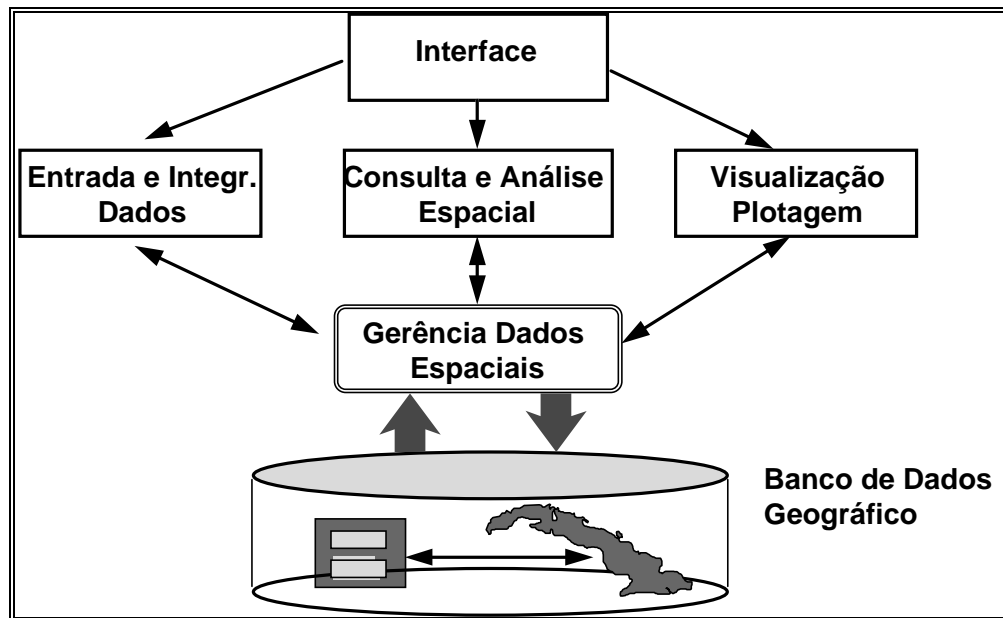 Interface
Entrada e Integr.
Dados
Consulta e Análise
Espacial
Visualização
Plotagem
Gerência Dados
Espaciais
Banco de Dados
Geográfico